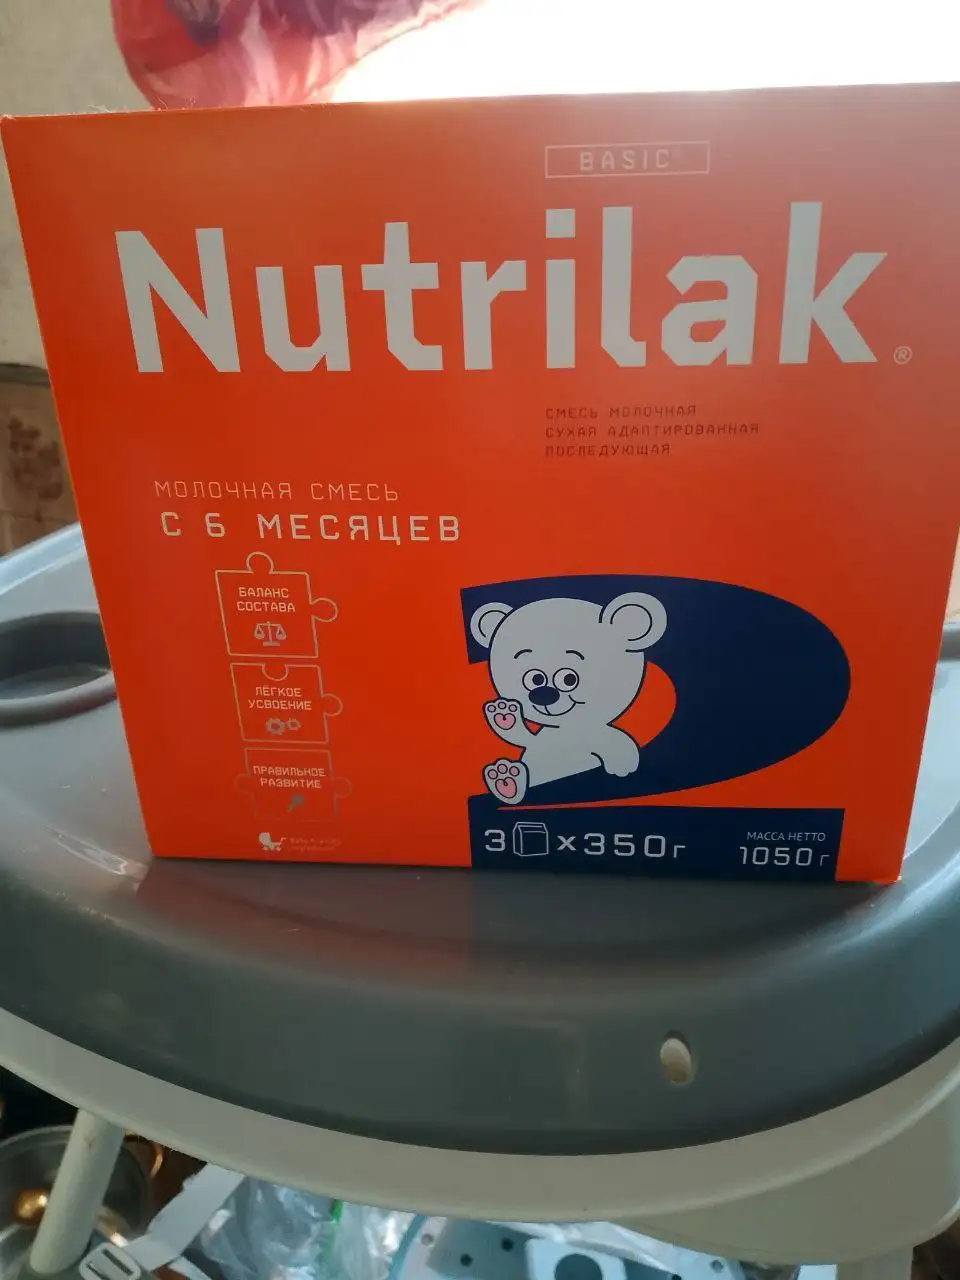 BASIC
Nutrilak®
СМЕСЬ МОЛОЧНАЯ
СУХАЯ АДАПТИРОВАННАЯ
ПОСЛЕДУЮЩАЯ
МОЛОЧНАЯ СМЕСЬ
С 6 МЕСЯЦЕВ
БАЛАНС
СОСТАВА
ЛЁГКОЕ
УСВОЕНИЕ
ПРАВИЛЬНОЕ
РАЗВИТИЕ
2
3 x350г
МАССА НЕТТО
1050 г